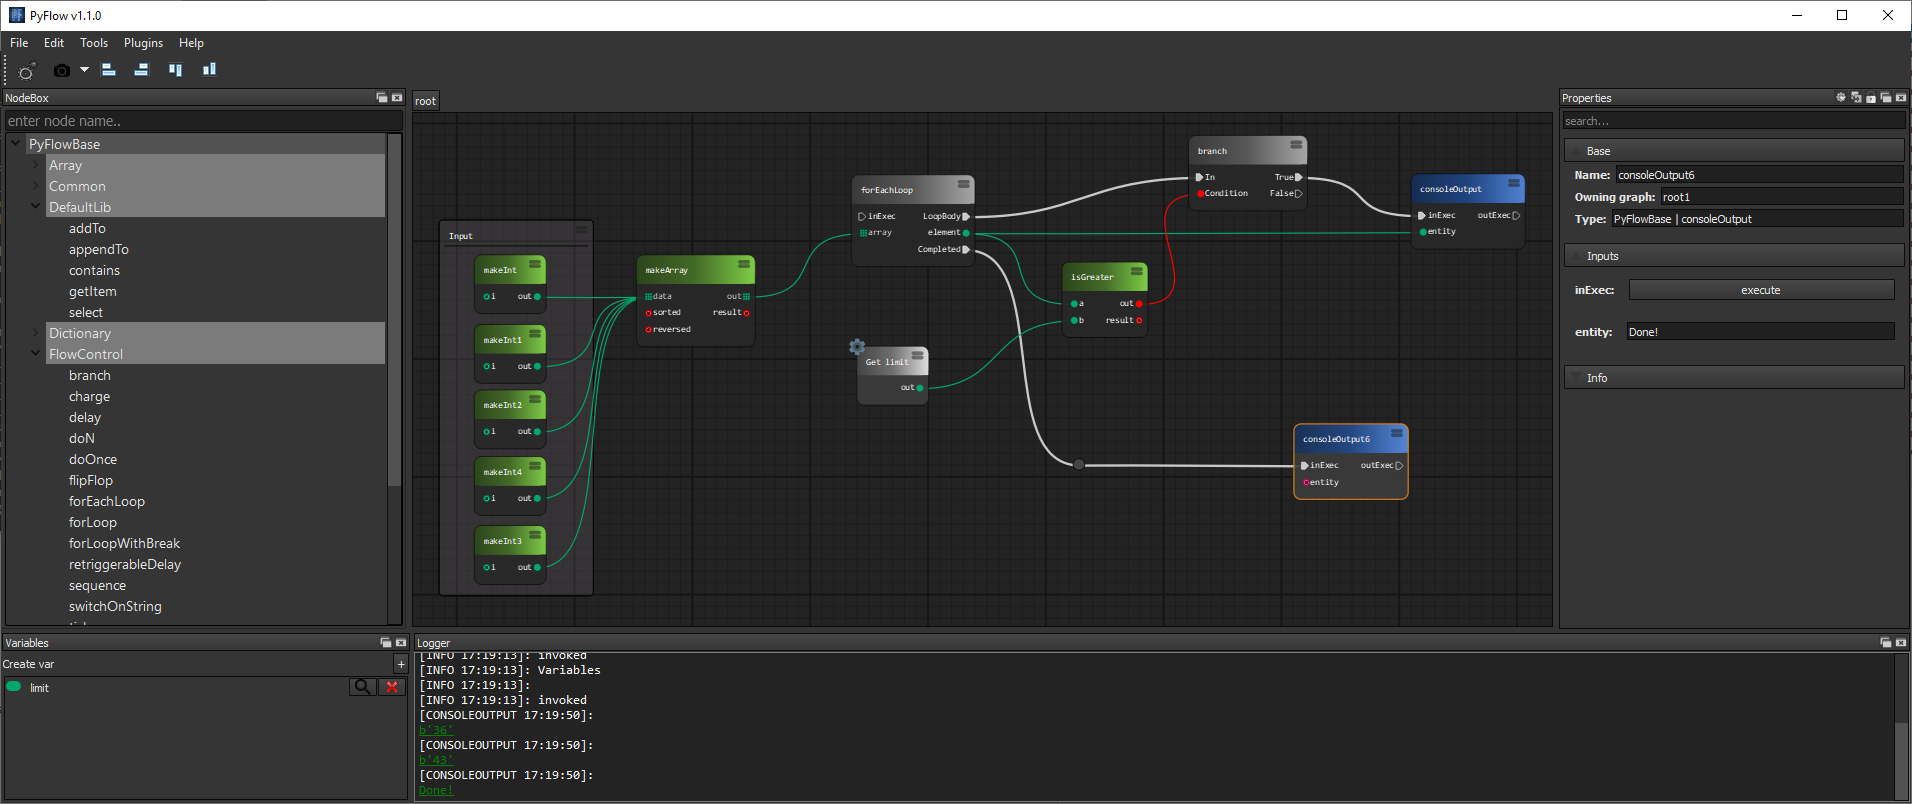 PyFlow v1.1.0
File Edit Tools Plugins Help
NodeBox
enter node name..
PyFlowBase
Array
Common
DefaultLib
addTo
appendTo
contains
getItem
select
Dictionary
FlowControl
branch
charge
delay
doN
doOnce
flipFlop
forEachLoop
forLoop
forLoopWithBreak
retriggerableDelay
sequence
switchOnString
root
Input
makeInt
i out
makeInt1
i out
makeInt2
i out
makeInt4
i out
makeInt3
i out
makeArray
data out
sorted result
reversed
forEachLoop
inExec LoopBody
array element
Completed
Get limit
out
isGreater
a out
b result
branch
In True
Condition False
consoleOutput
inExec outExec
entity
consoleOutput6
inExec outExec
entity
Properties
search...
Base
Name: consoleOutput6
Owning graph: root1
Type: PyFlowBase | consoleOutput
Inputs
inExec: execute
entity: Done!
Info
Variables
Create var +
limit
Logger
[INFO 17:19:13]: invoked
[INFO 17:19:13]: Variables
[INFO 17:19:13]:
[INFO 17:19:13]: invoked
[CONSOLEOUTPUT 17:19:50]:
b'36'
[CONSOLEOUTPUT 17:19:50]:
b'43'
[CONSOLEOUTPUT 17:19:50]:
Done!